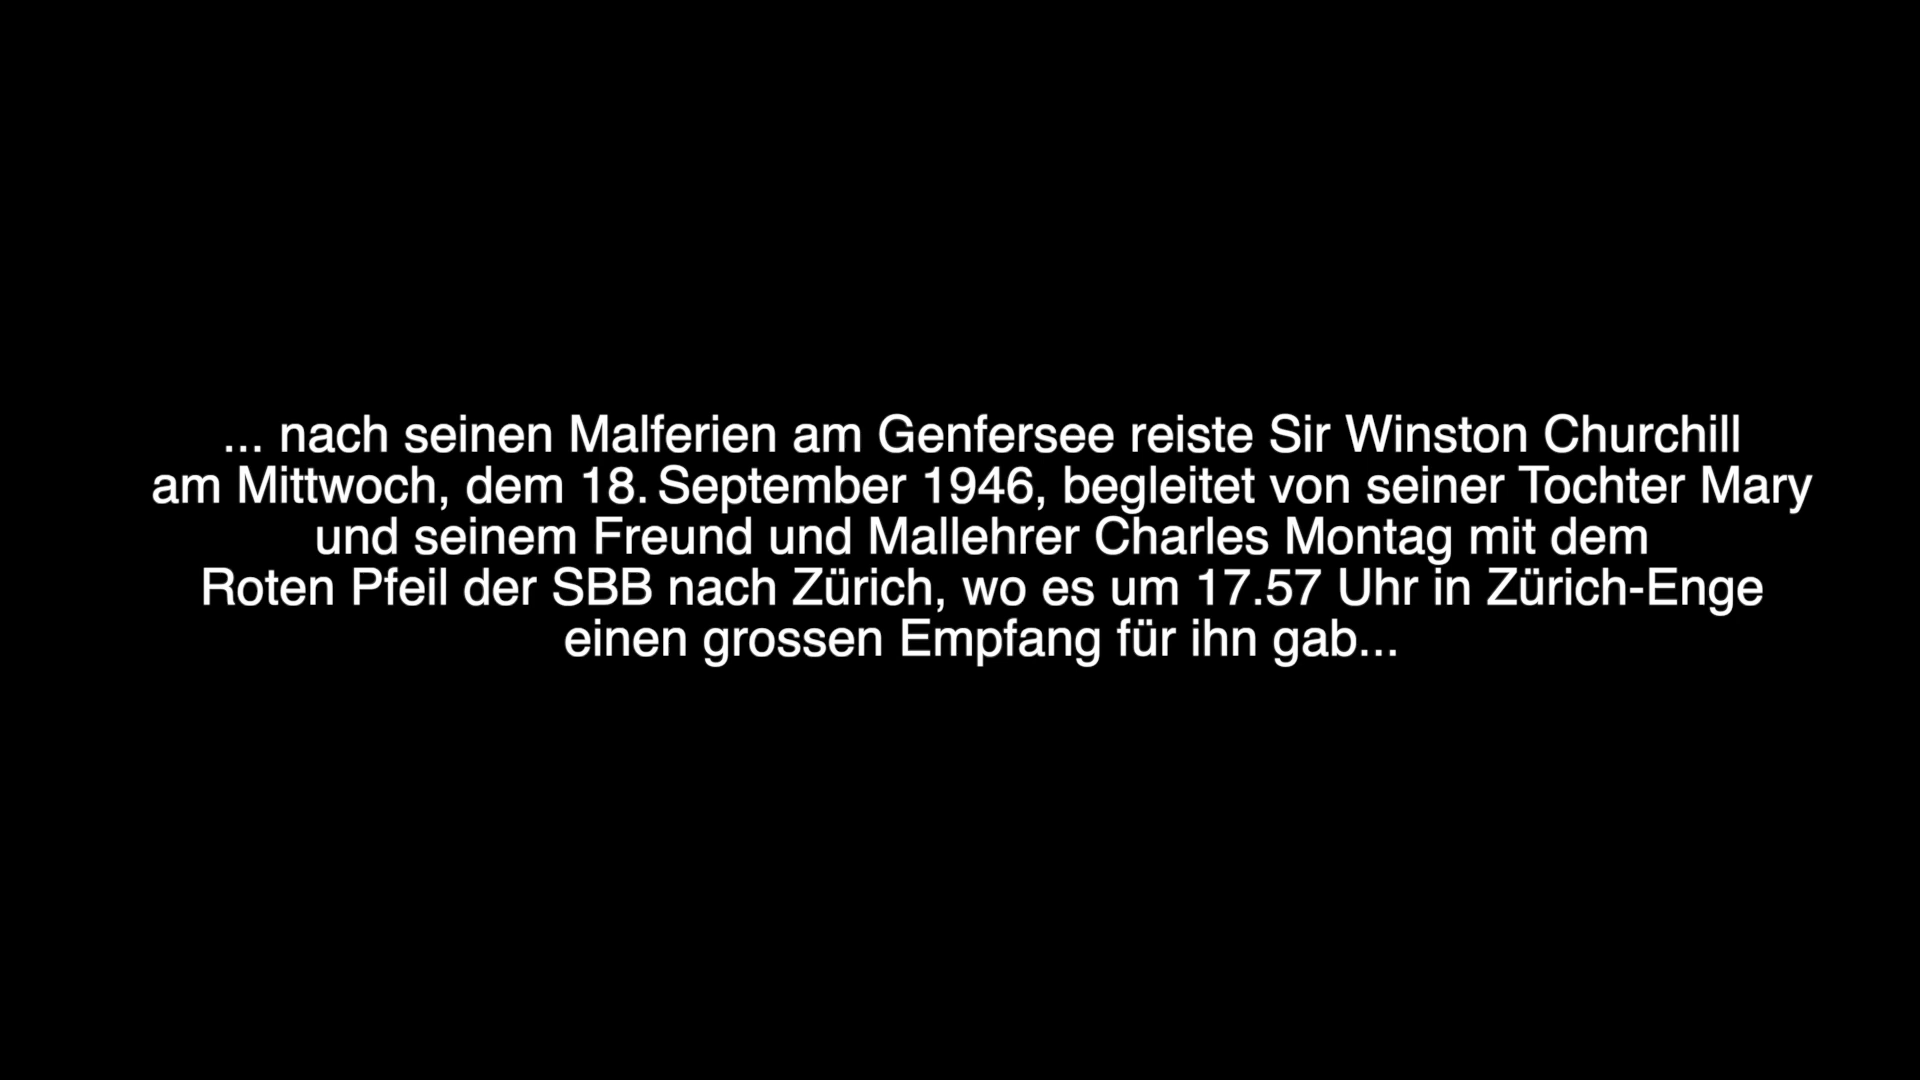 ... nach seinen Malferien am Genfersee reiste Sir Winston Churchill
am Mittwoch, dem 18. September 1946, begleitet von seiner Tochter Mary
und seinem Freund und Mallehrer Charles Montag mit dem
Roten Pfeil der SBB nach Zürich, wo es um 17.57 Uhr in Zürich-Enge
einen grossen Empfang für ihn gab...